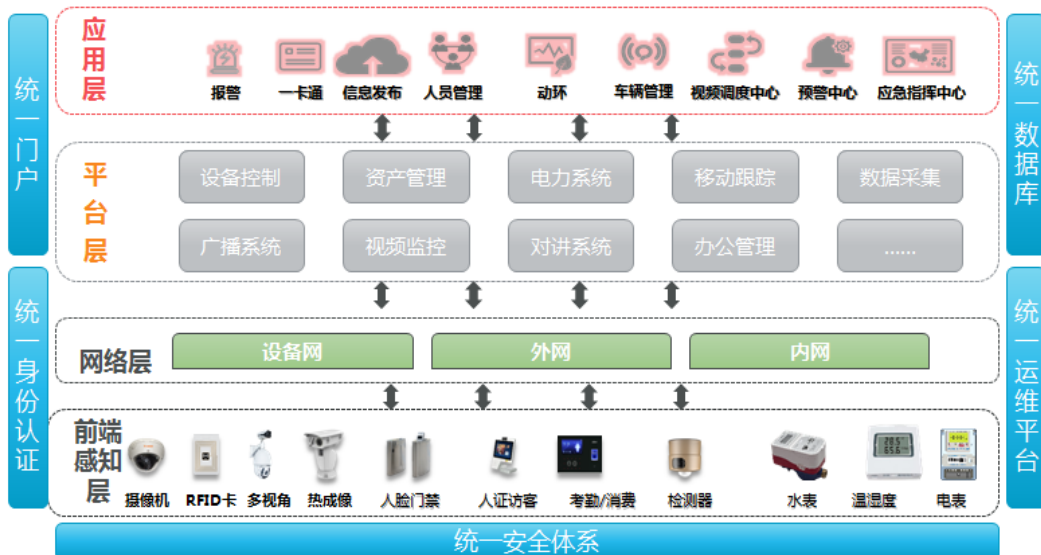 统一门户
应用层
报警
一卡通
信息发布
人员管理
动环
车辆管理
视频调度中心
预警中心
应急指挥中心
统一数据库
平台层
设备控制
资产管理
电力系统
移动跟踪
数据采集
广播系统
视频监控
对讲系统
办公管理
......
统一身份认证
网络层
设备网
外网
内网
统一运维平台
前端感知层
摄像机
RFID卡
多视角
热成像
人脸门禁
人证访客
考勤/消费
检测器
水表
温湿度
28.5
65.6
电表
统一安全体系